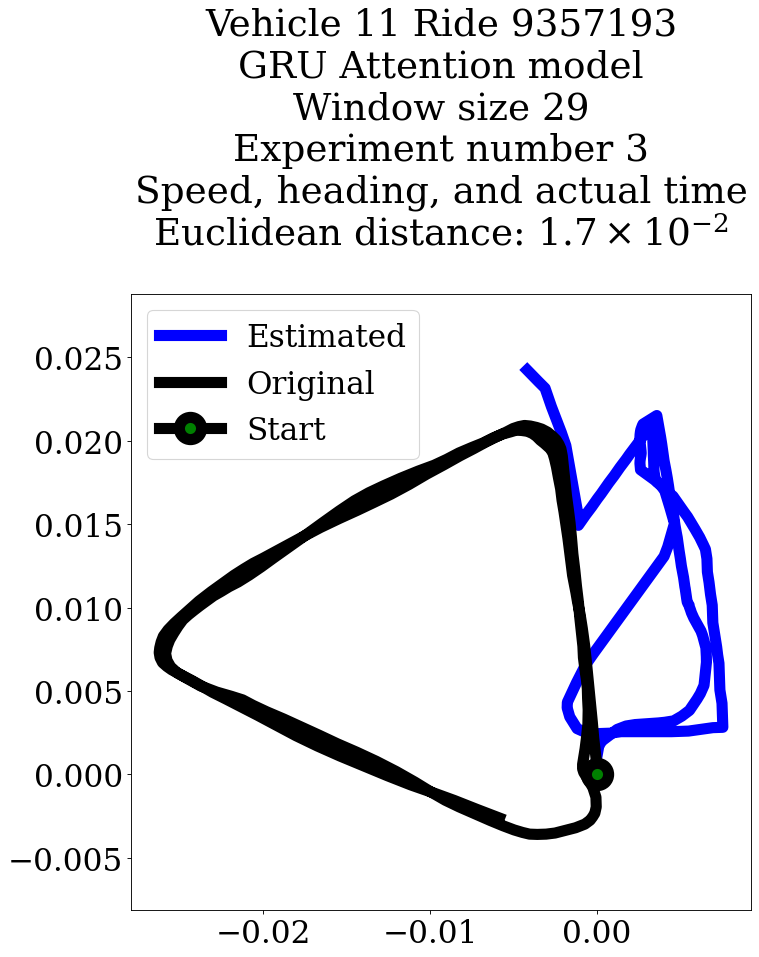 Vehicle 11 Ride 9357193
GRU Attention model
Window size 29
Experiment number 3
Speed, heading, and actual time
Euclidean distance: 1.7 × 10⁻²
Estimated
Original
Start
0.025
0.020
0.015
0.010
0.005
0.000
−0.005
−0.02 −0.01 0.00